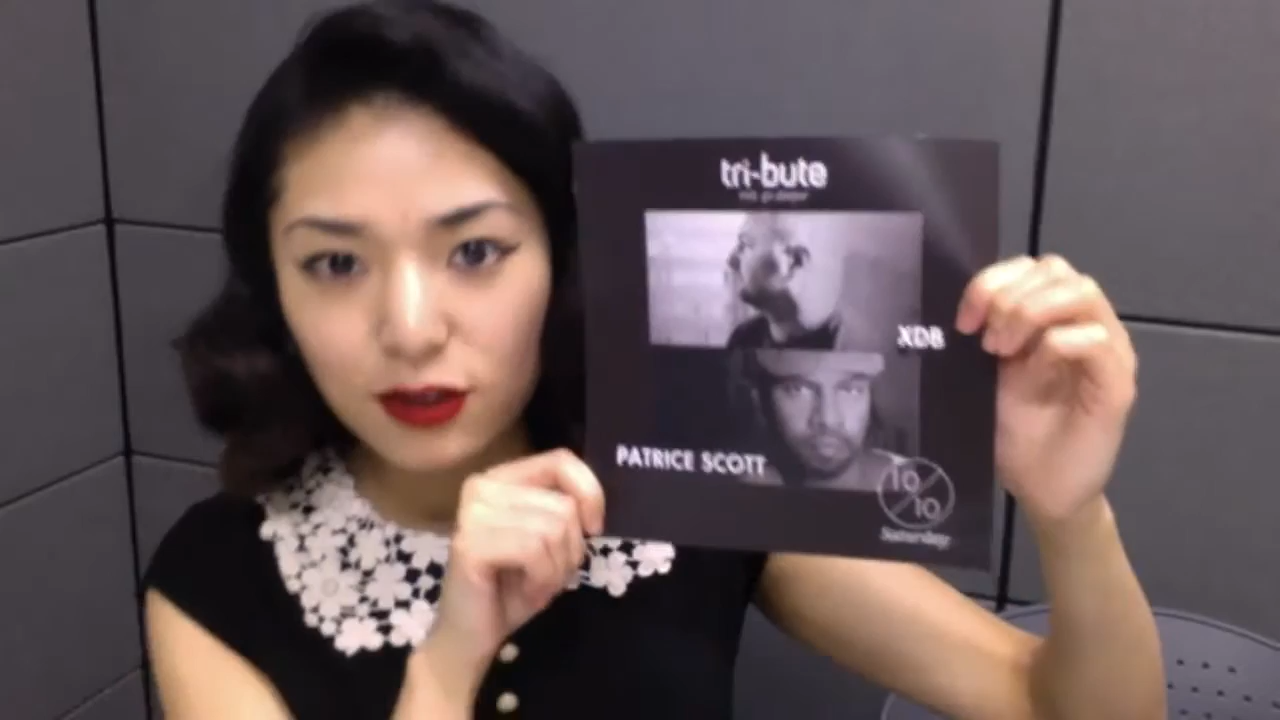 tri-bute
XDB
PATRICE SCOTT
10
10
Saturday